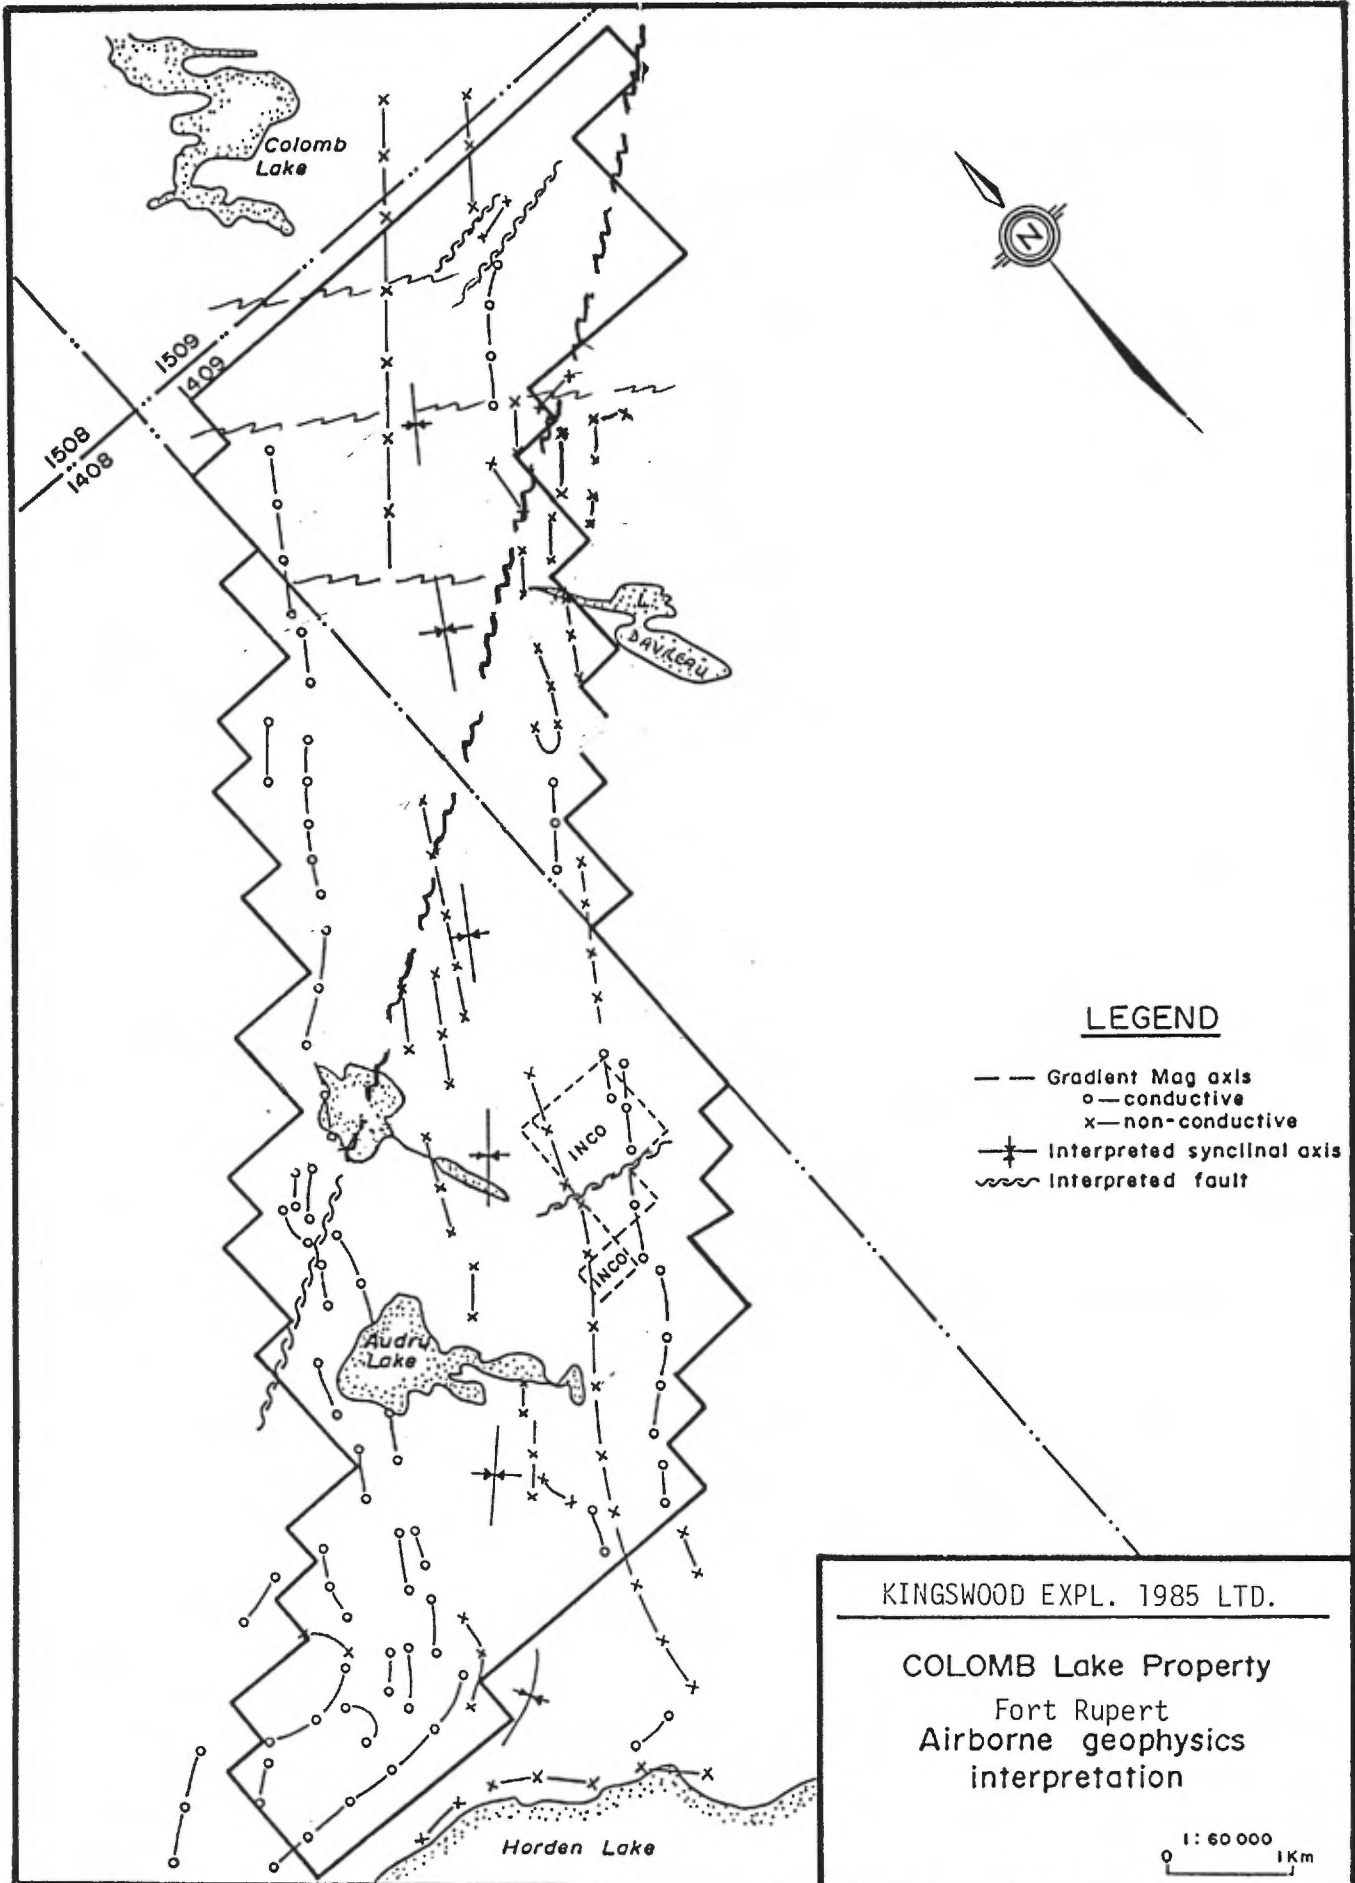 Colomb
Lake
N
1509
1409
1508
1408
L
DAVREAU
INCO
INCO
LEGEND
Gradient Mag axis
o — conductive
x — non-conductive
Interpreted synclinal axis
Interpreted fault
Audru
Lake
Horden Lake
KINGSWOOD EXPL. 1985 LTD.
COLOMB Lake Property
Fort Rupert
Airborne geophysics
interpretation
1: 60 000
0 1 Km